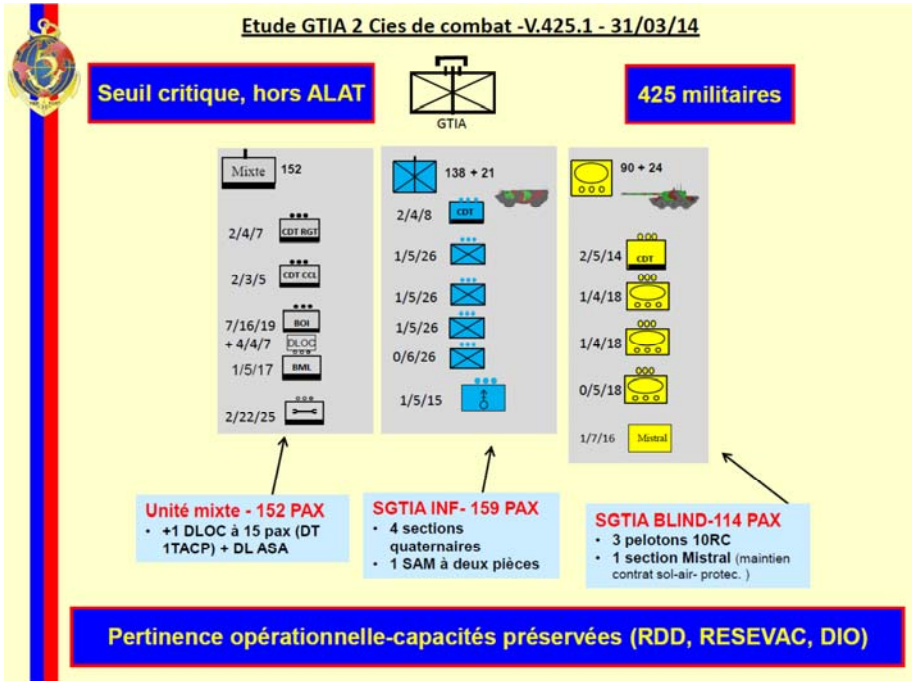 Etude GTIA 2 Cies de combat -V.425.1 - 31/03/14
5
Seuil critique, hors ALAT
GTIA
425 militaires
Mixte 152
2/4/7 CDT RGT
2/3/5 CDT CCL
7/16/19 BOI
+ 4/4/7 DLOC
1/5/17 BML
2/22/25
138 + 21
2/4/8 CDT
1/5/26
1/5/26
1/5/26
0/6/26
1/5/15
90 + 24
2/5/14 CDT
1/4/18
1/4/18
0/5/18
1/7/16 Mistral
Unité mixte - 152 PAX
• +1 DLOC à 15 pax (DT
1TACP) + DL ASA
SGTIA INF- 159 PAX
• 4 sections
quaternaires
• 1 SAM à deux pièces
SGTIA BLIND-114 PAX
• 3 pelotons 10RC
• 1 section Mistral (maintien
contrat sol-air- protec. )
Pertinence opérationnelle-capacités préservées (RDD, RESEVAC, DIO)